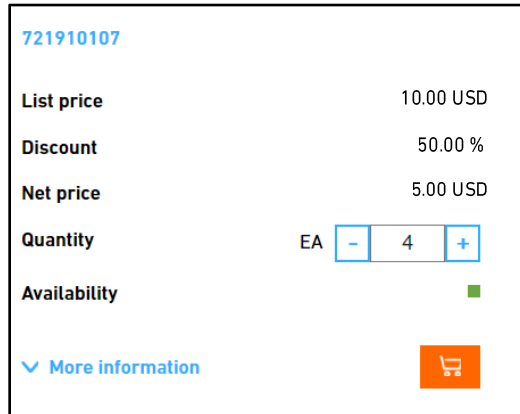 721910107
List price 10.00 USD
Discount 50.00 %
Net price 5.00 USD
Quantity EA - 4 +
Availability
More information